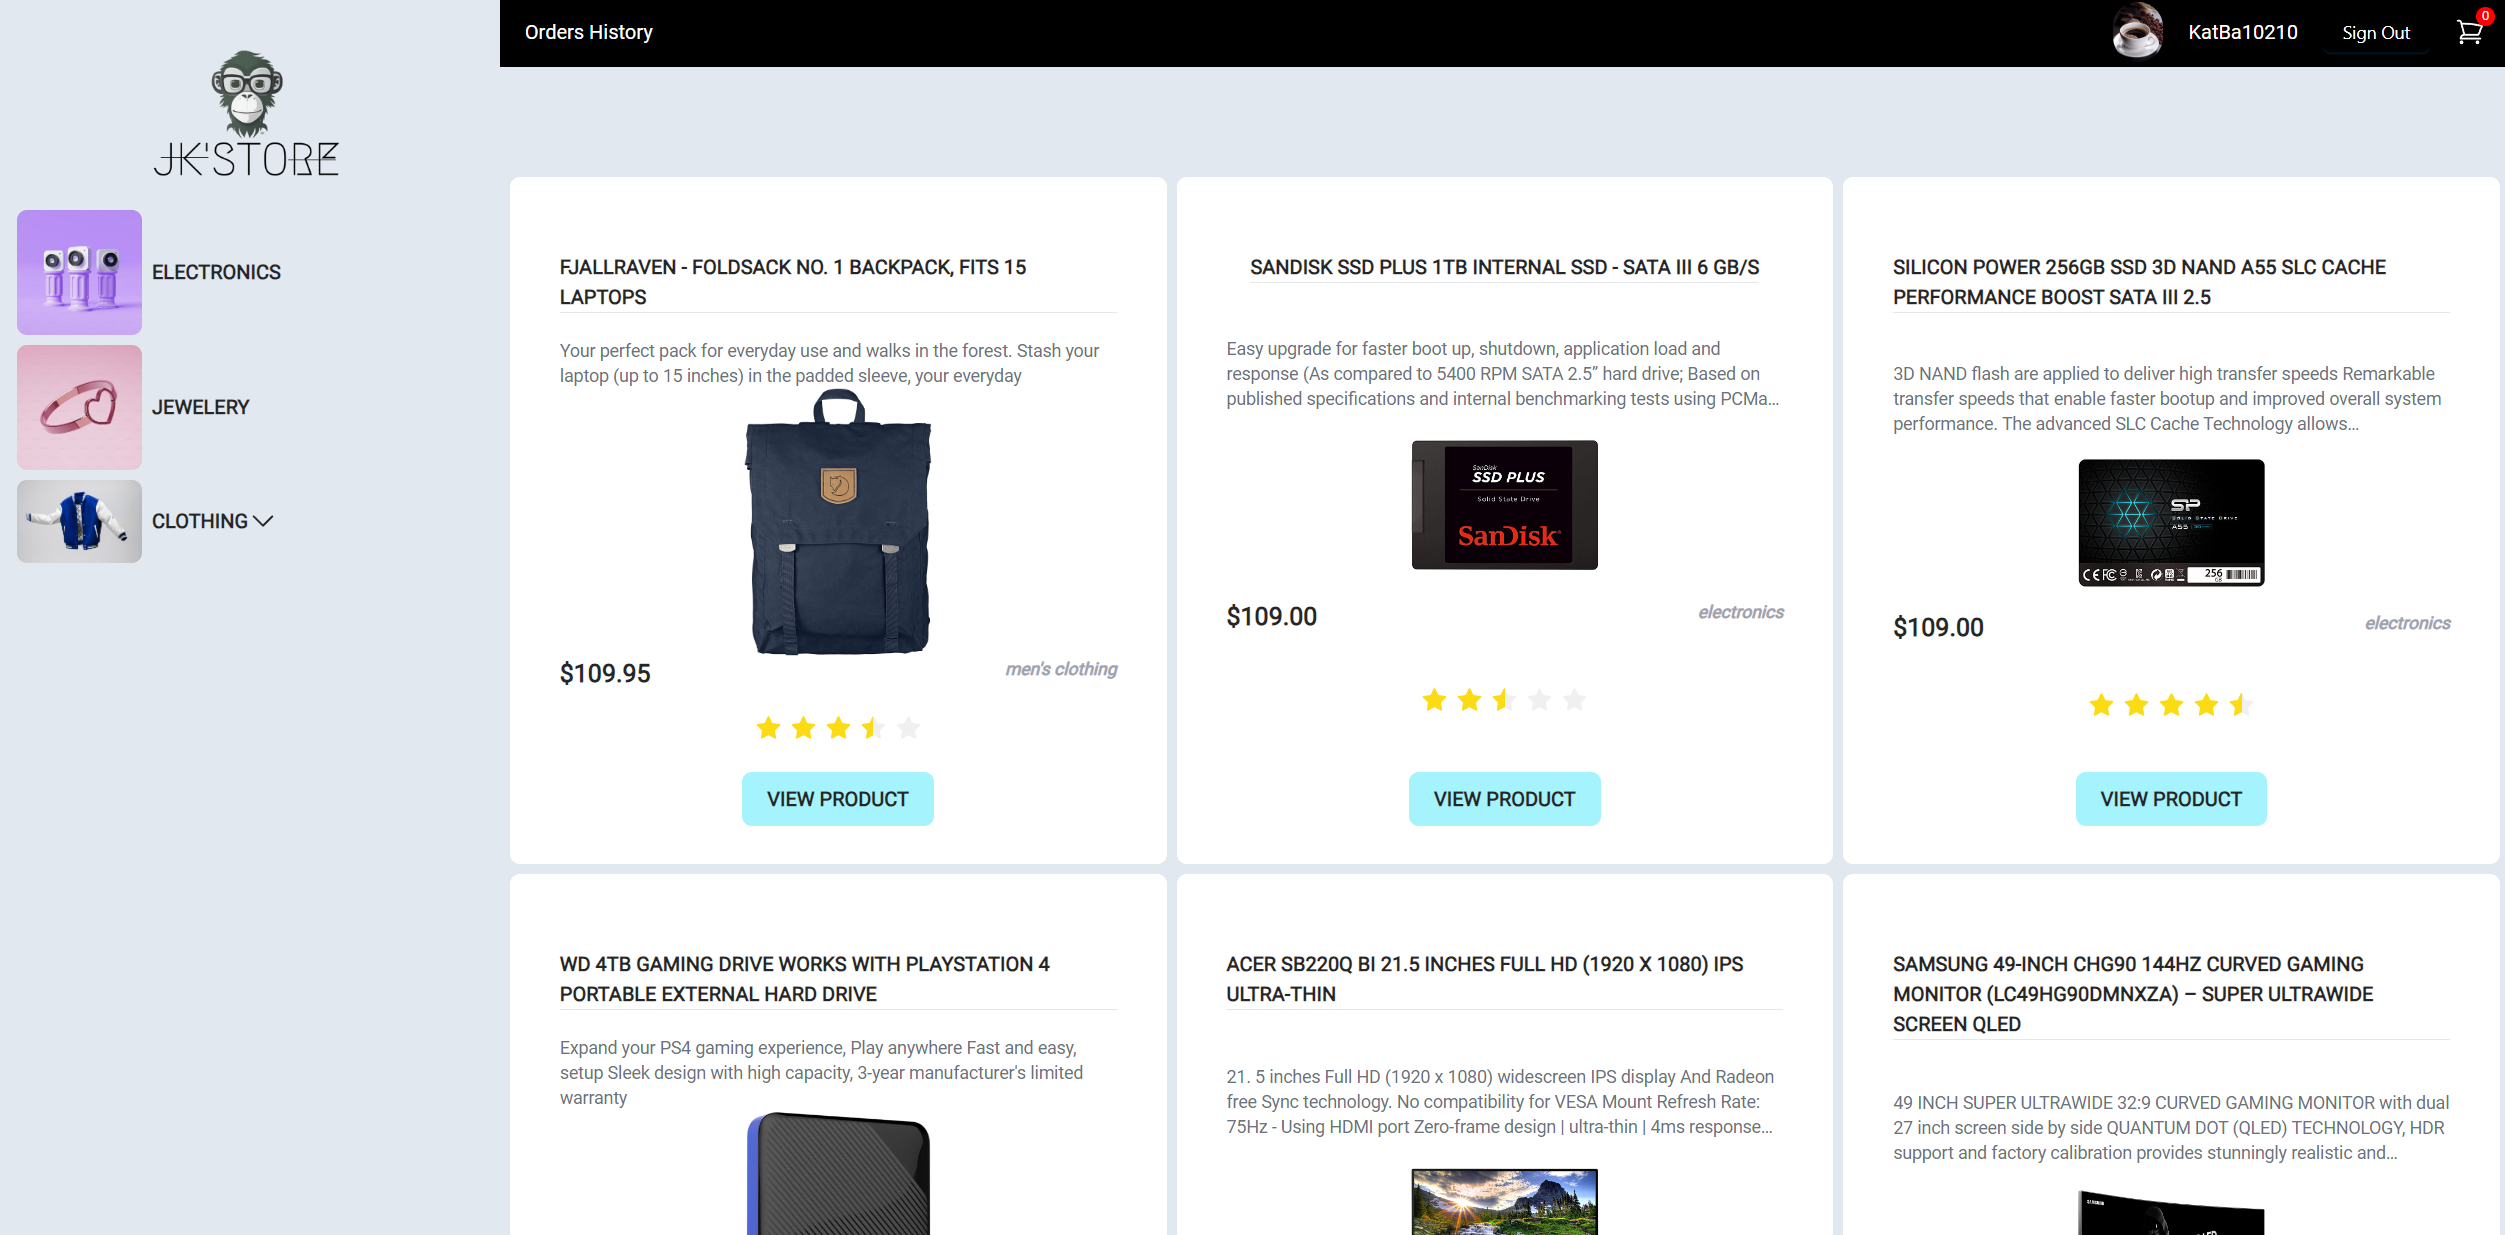 Orders History
KatBa10210
Sign Out
0
JK'STORE
ELECTRONICS
JEWELERY
CLOTHING
FJALLRAVEN - FOLDSACK NO. 1 BACKPACK, FITS 15
LAPTOPS
Your perfect pack for everyday use and walks in the forest. Stash your
laptop (up to 15 inches) in the padded sleeve, your everyday
$109.95
men's clothing
VIEW PRODUCT
SANDISK SSD PLUS 1TB INTERNAL SSD - SATA III 6 GB/S
Easy upgrade for faster boot up, shutdown, application load and
response (As compared to 5400 RPM SATA 2.5” hard drive; Based on
published specifications and internal benchmarking tests using PCMa...
SanDisk
SSD PLUS
Solid State Drive
SanDisk
$109.00
electronics
VIEW PRODUCT
SILICON POWER 256GB SSD 3D NAND A55 SLC CACHE
PERFORMANCE BOOST SATA III 2.5
3D NAND flash are applied to deliver high transfer speeds Remarkable
transfer speeds that enable faster bootup and improved overall system
performance. The advanced SLC Cache Technology allows...
SP
SOLID STATE DRIVE
A55
256
GB
$109.00
electronics
VIEW PRODUCT
WD 4TB GAMING DRIVE WORKS WITH PLAYSTATION 4
PORTABLE EXTERNAL HARD DRIVE
Expand your PS4 gaming experience, Play anywhere Fast and easy,
setup Sleek design with high capacity, 3-year manufacturer's limited
warranty
ACER SB220Q BI 21.5 INCHES FULL HD (1920 X 1080) IPS
ULTRA-THIN
21. 5 inches Full HD (1920 x 1080) widescreen IPS display And Radeon
free Sync technology. No compatibility for VESA Mount Refresh Rate:
75Hz - Using HDMI port Zero-frame design | ultra-thin | 4ms response...
SAMSUNG 49-INCH CHG90 144HZ CURVED GAMING
MONITOR (LC49HG90DMNXZA) – SUPER ULTRAWIDE
SCREEN QLED
49 INCH SUPER ULTRAWIDE 32:9 CURVED GAMING MONITOR with dual
27 inch screen side by side QUANTUM DOT (QLED) TECHNOLOGY, HDR
support and factory calibration provides stunningly realistic and...
SAMSUNG